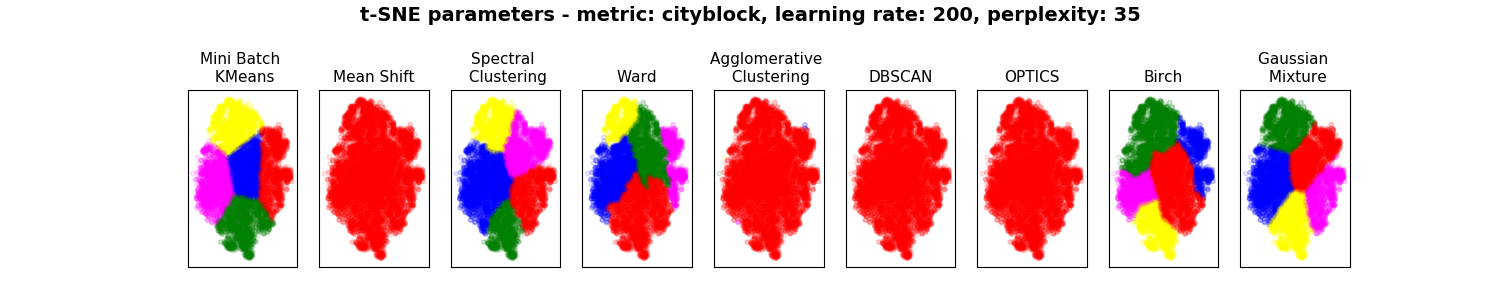 t-SNE parameters - metric: cityblock, learning rate: 200, perplexity: 35
Mini Batch
KMeans
Mean Shift
Spectral
Clustering
Ward
Agglomerative
Clustering
DBSCAN
OPTICS
Birch
Gaussian
Mixture